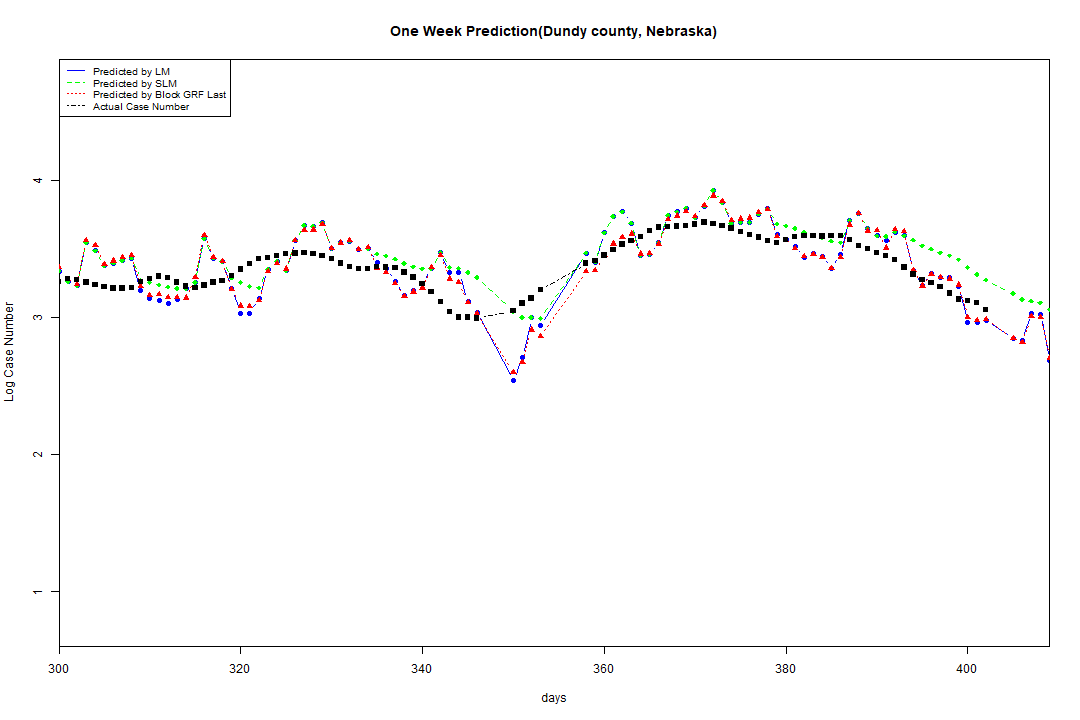 One Week Prediction(Dundy county, Nebraska)
Predicted by LM
Predicted by SLM
Predicted by Block GRF Last
Actual Case Number
4
3
2
1
Log Case Number
300 320 340 360 380 400
days